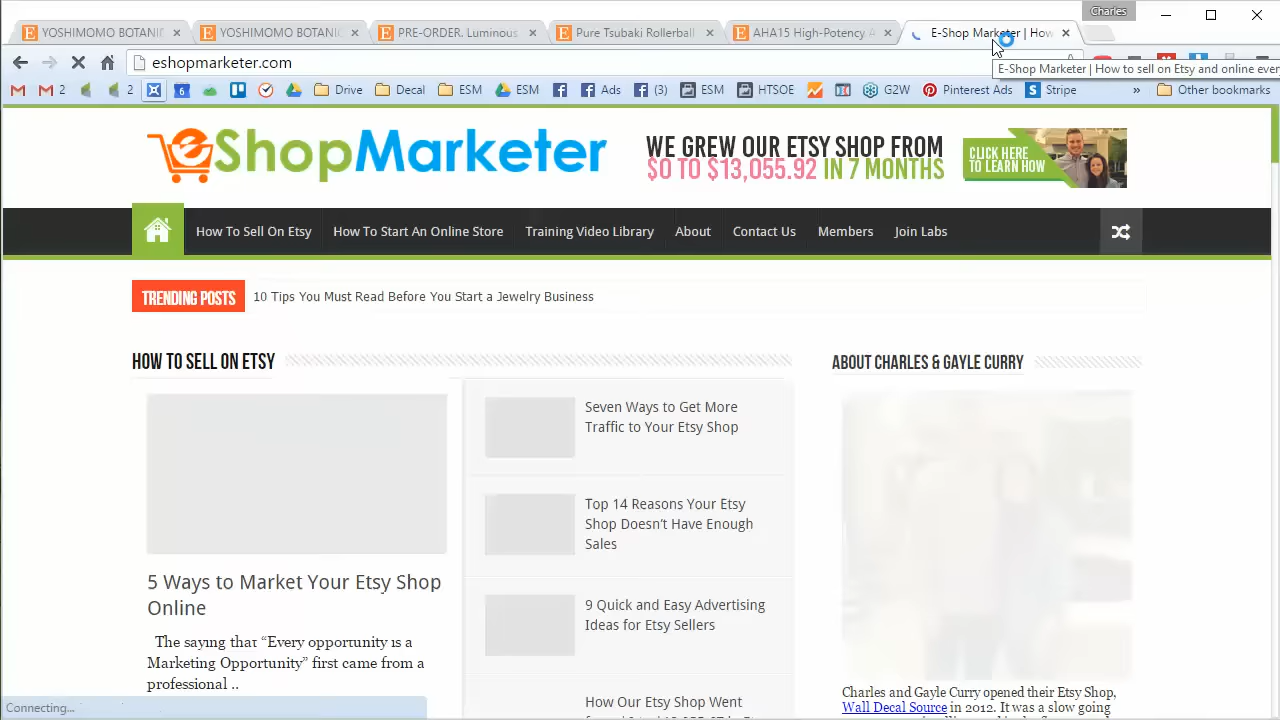 Charles
YOSHIMOMO BOTANIC
YOSHIMOMO BOTANIC
PRE-ORDER. Luminous
Pure Tsubaki Rollerball
AHA15 High-Potency A
E-Shop Marketer | How
eshopmarketer.com
E-Shop Marketer | How to sell on Etsy and online ever
2
2
6
Drive
Decal
ESM
ESM
Ads
(3)
ESM
HTSOE
G2W
Pinterest Ads
Stripe
»
Other bookmarks
eShopMarketer
WE GREW OUR ETSY SHOP FROM
$0 TO $13,055.92 IN 7 MONTHS
CLICK HERE
TO LEARN HOW
How To Sell On Etsy
How To Start An Online Store
Training Video Library
About
Contact Us
Members
Join Labs
TRENDING POSTS
10 Tips You Must Read Before You Start a Jewelry Business
HOW TO SELL ON ETSY
5 Ways to Market Your Etsy Shop
Online
The saying that “Every opportunity is a
Marketing Opportunity” first came from a
professional ..
Seven Ways to Get More
Traffic to Your Etsy Shop
Top 14 Reasons Your Etsy
Shop Doesn’t Have Enough
Sales
9 Quick and Easy Advertising
Ideas for Etsy Sellers
How Our Etsy Shop Went
ABOUT CHARLES & GAYLE CURRY
Charles and Gayle Curry opened their Etsy Shop,
Wall Decal Source in 2012. It was a slow going
Connecting...